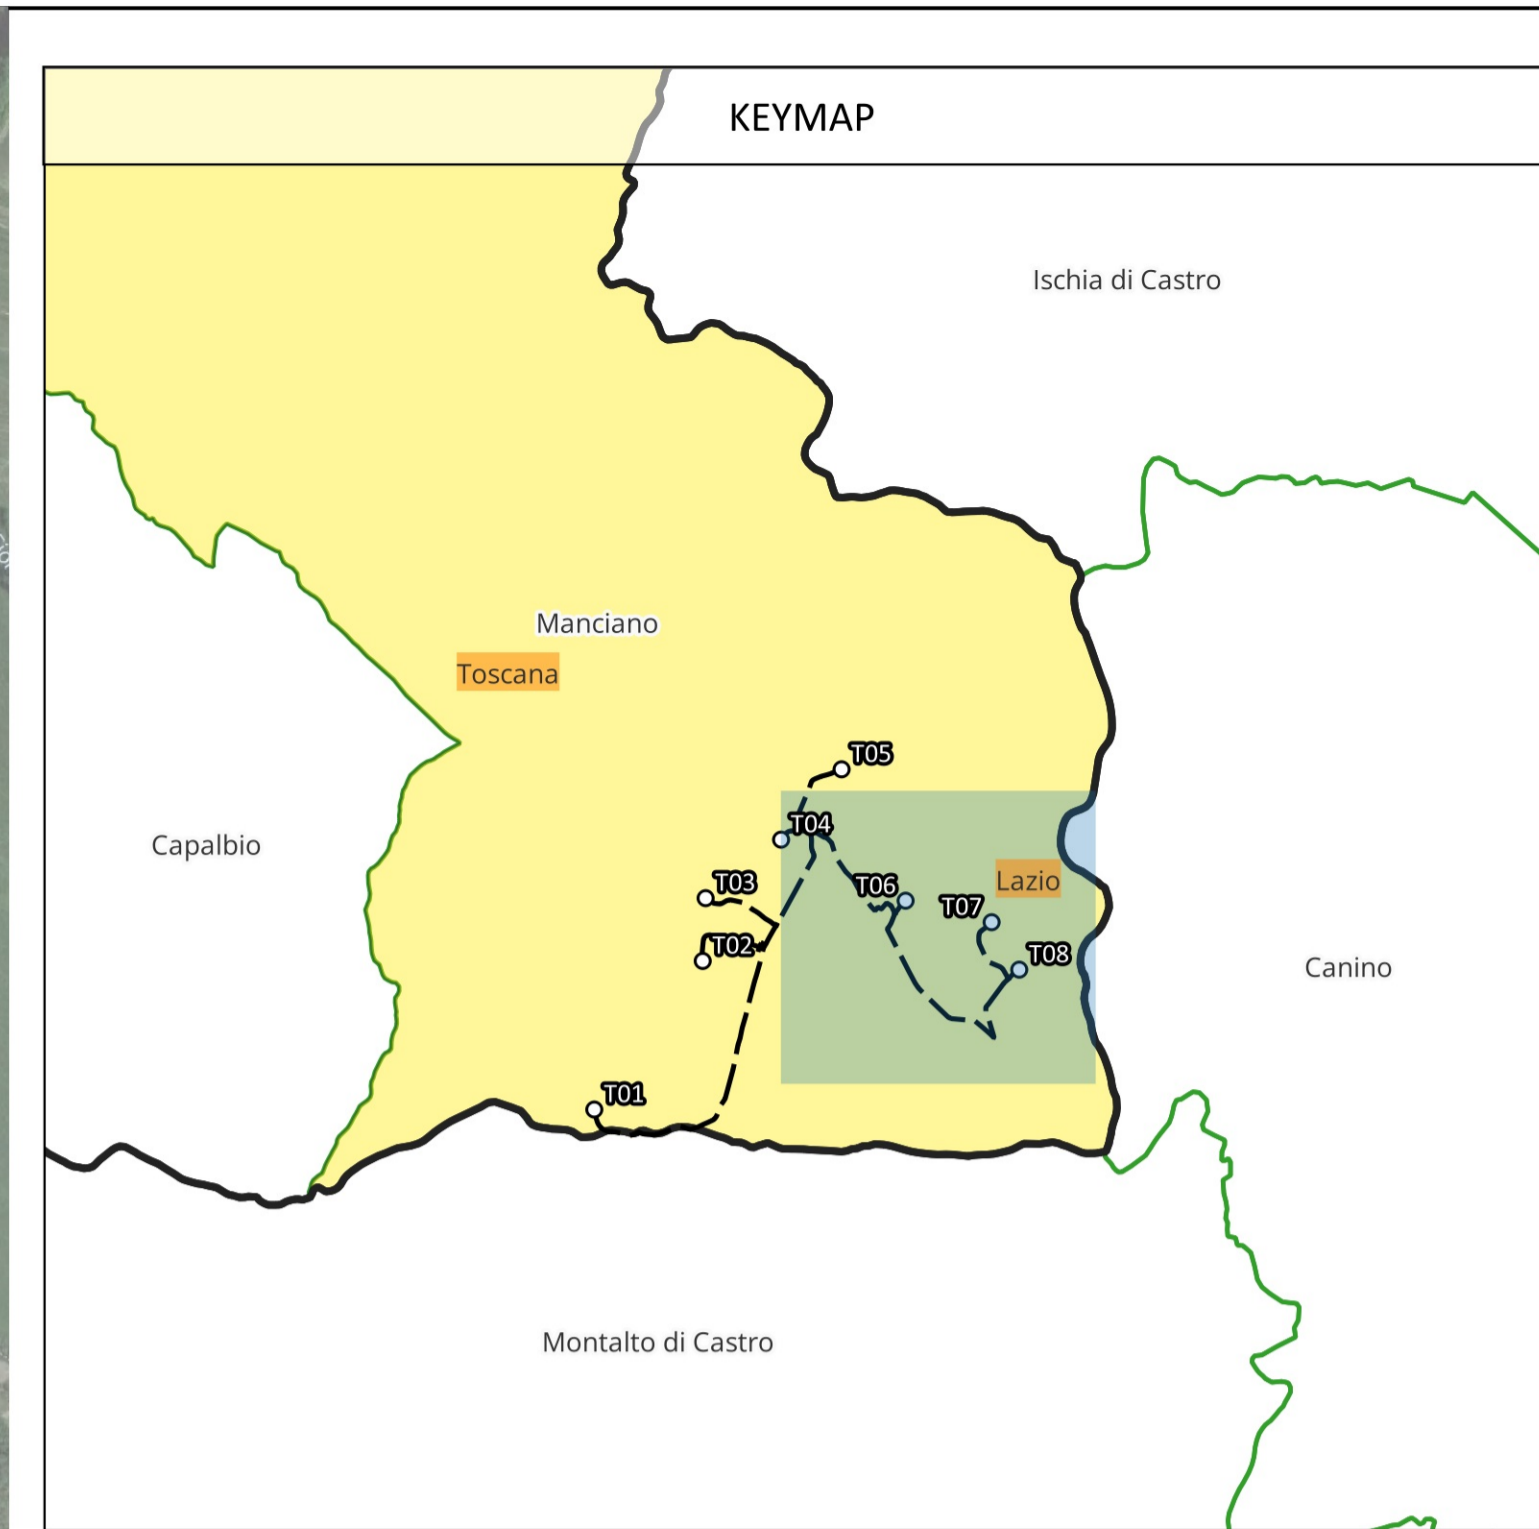 KEYMAP
Ischia di Castro
Manciano
Toscana
T05
T04
Capalbio
T03
T06
Lazio
T07
T02
T08
Canino
T01
Montalto di Castro